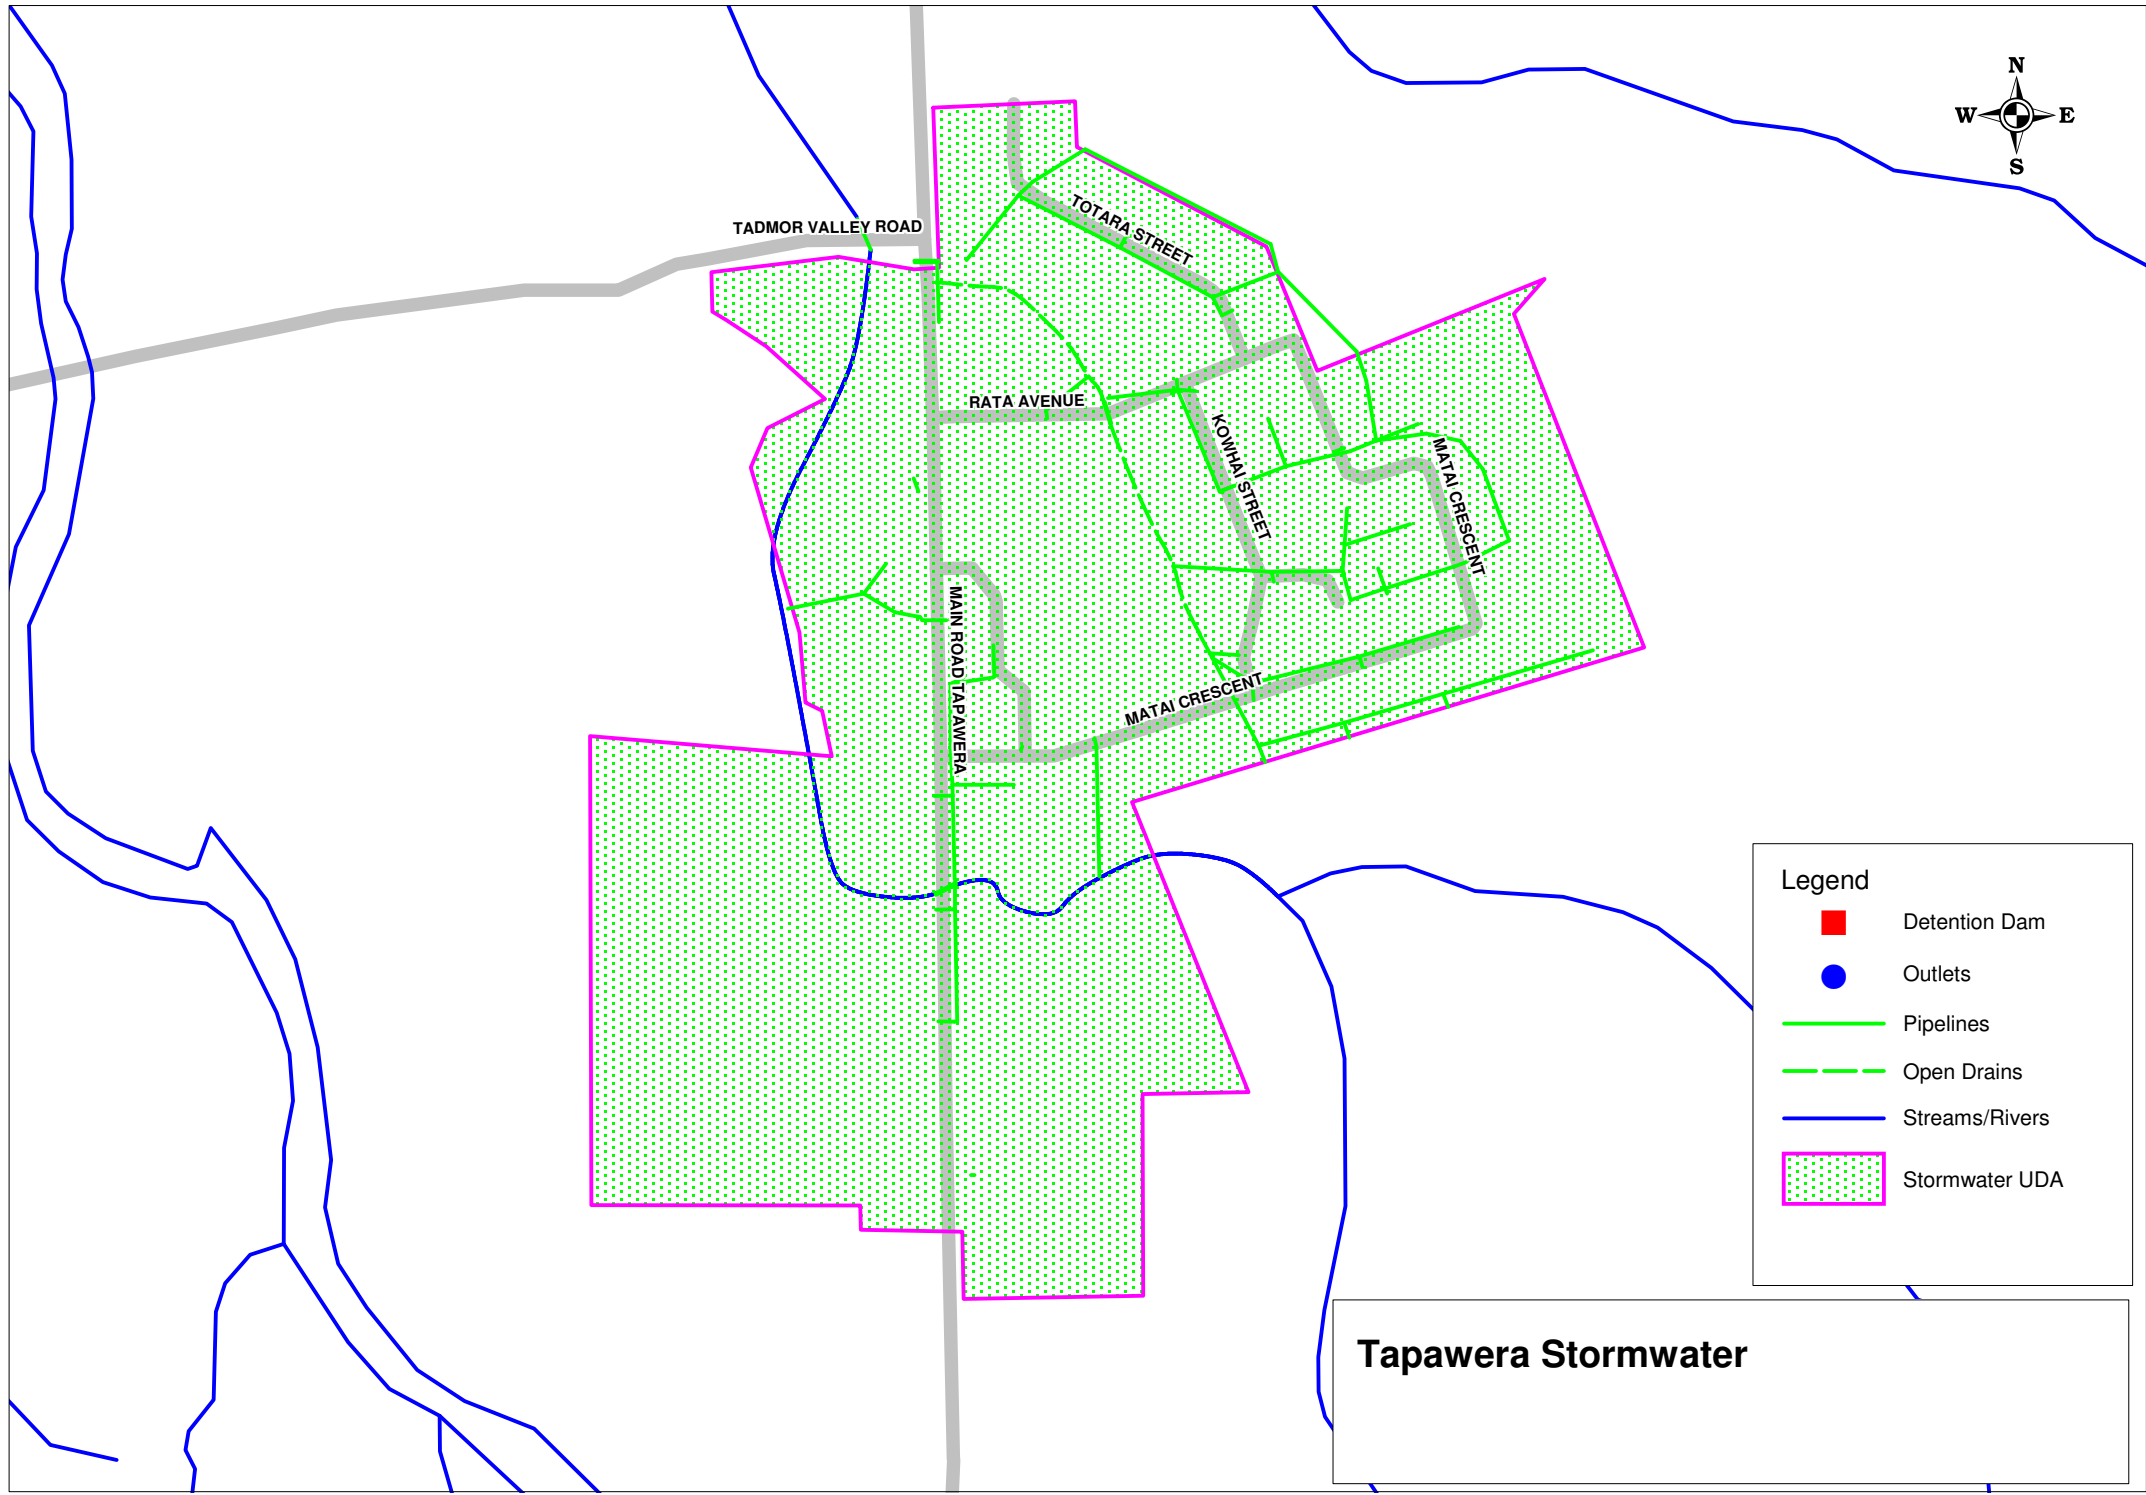 N
W E
S
TADMOR VALLEY ROAD
TOTARA STREET
RATA AVENUE
KOWHAI STREET
MATAI CRESCENT
MAIN ROAD TAPAWERA
MATAI CRESCENT
Legend
Detention Dam
Outlets
Pipelines
Open Drains
Streams/Rivers
Stormwater UDA
Tapawera Stormwater